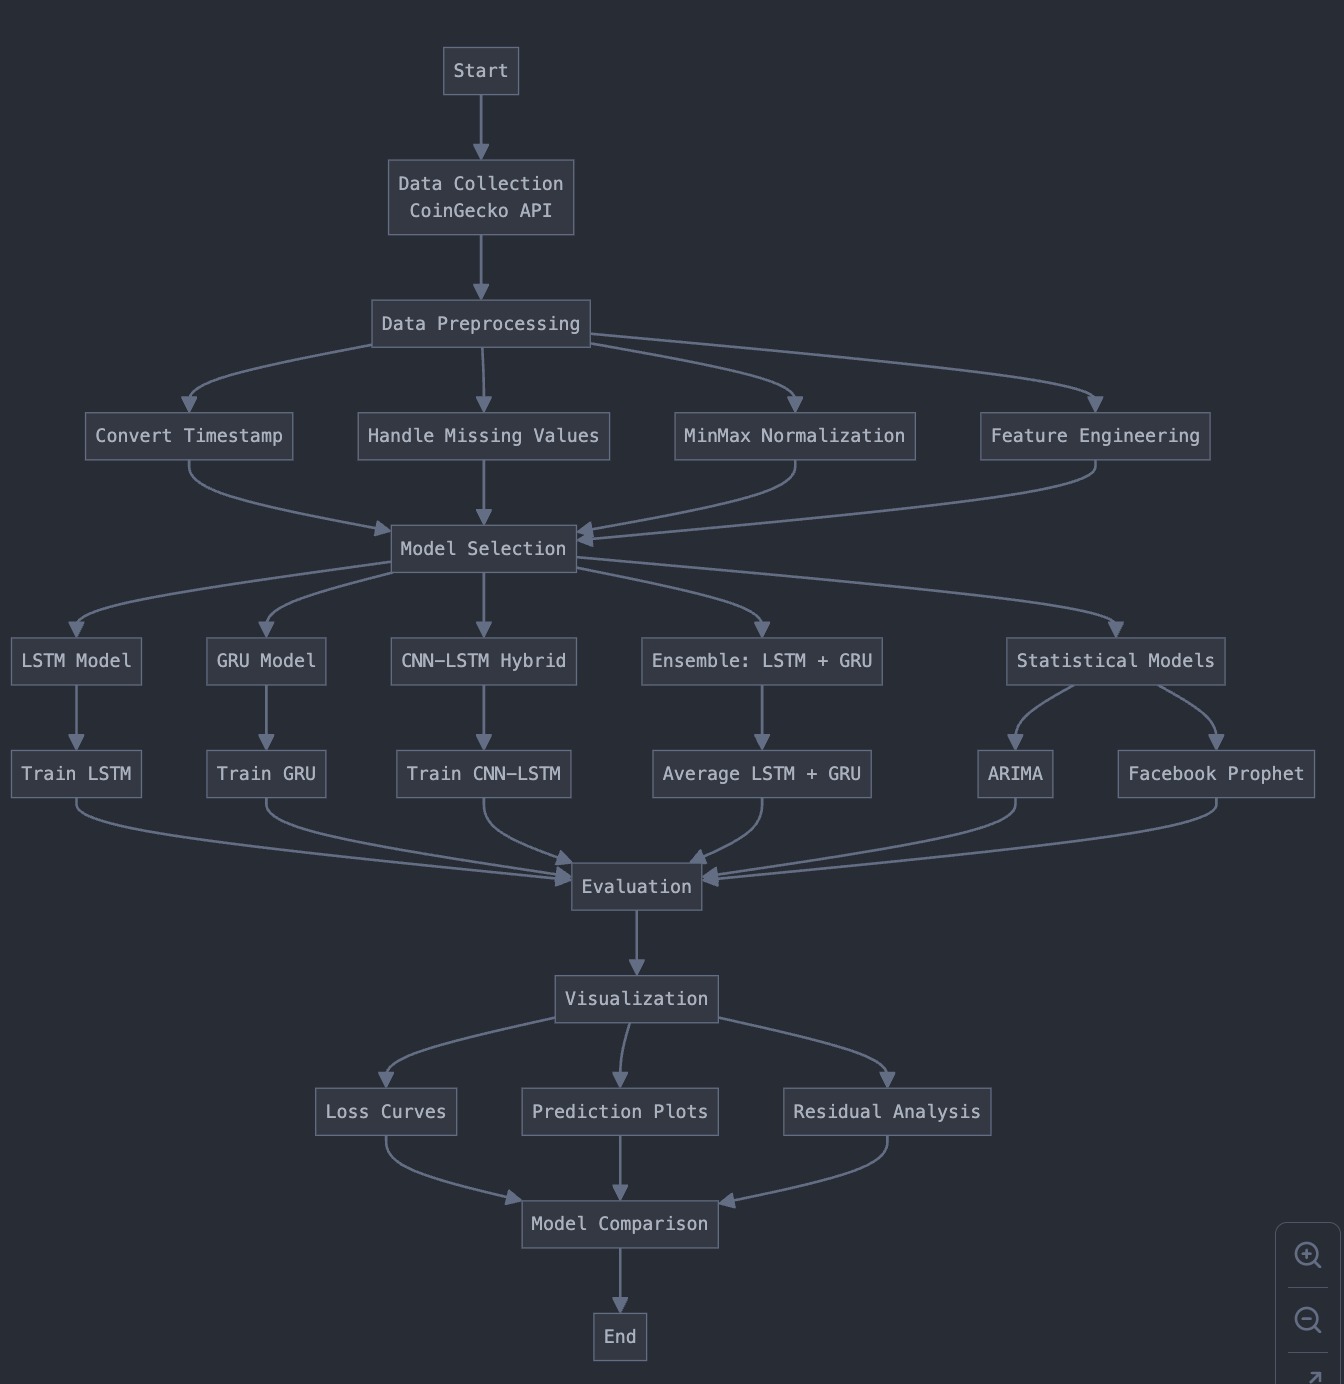 Start
Data Collection
CoinGecko API
Data Preprocessing
Convert Timestamp
Handle Missing Values
MinMax Normalization
Feature Engineering
Model Selection
LSTM Model
GRU Model
CNN-LSTM Hybrid
Ensemble: LSTM + GRU
Statistical Models
Train LSTM
Train GRU
Train CNN-LSTM
Average LSTM + GRU
ARIMA
Facebook Prophet
Evaluation
Visualization
Loss Curves
Prediction Plots
Residual Analysis
Model Comparison
End